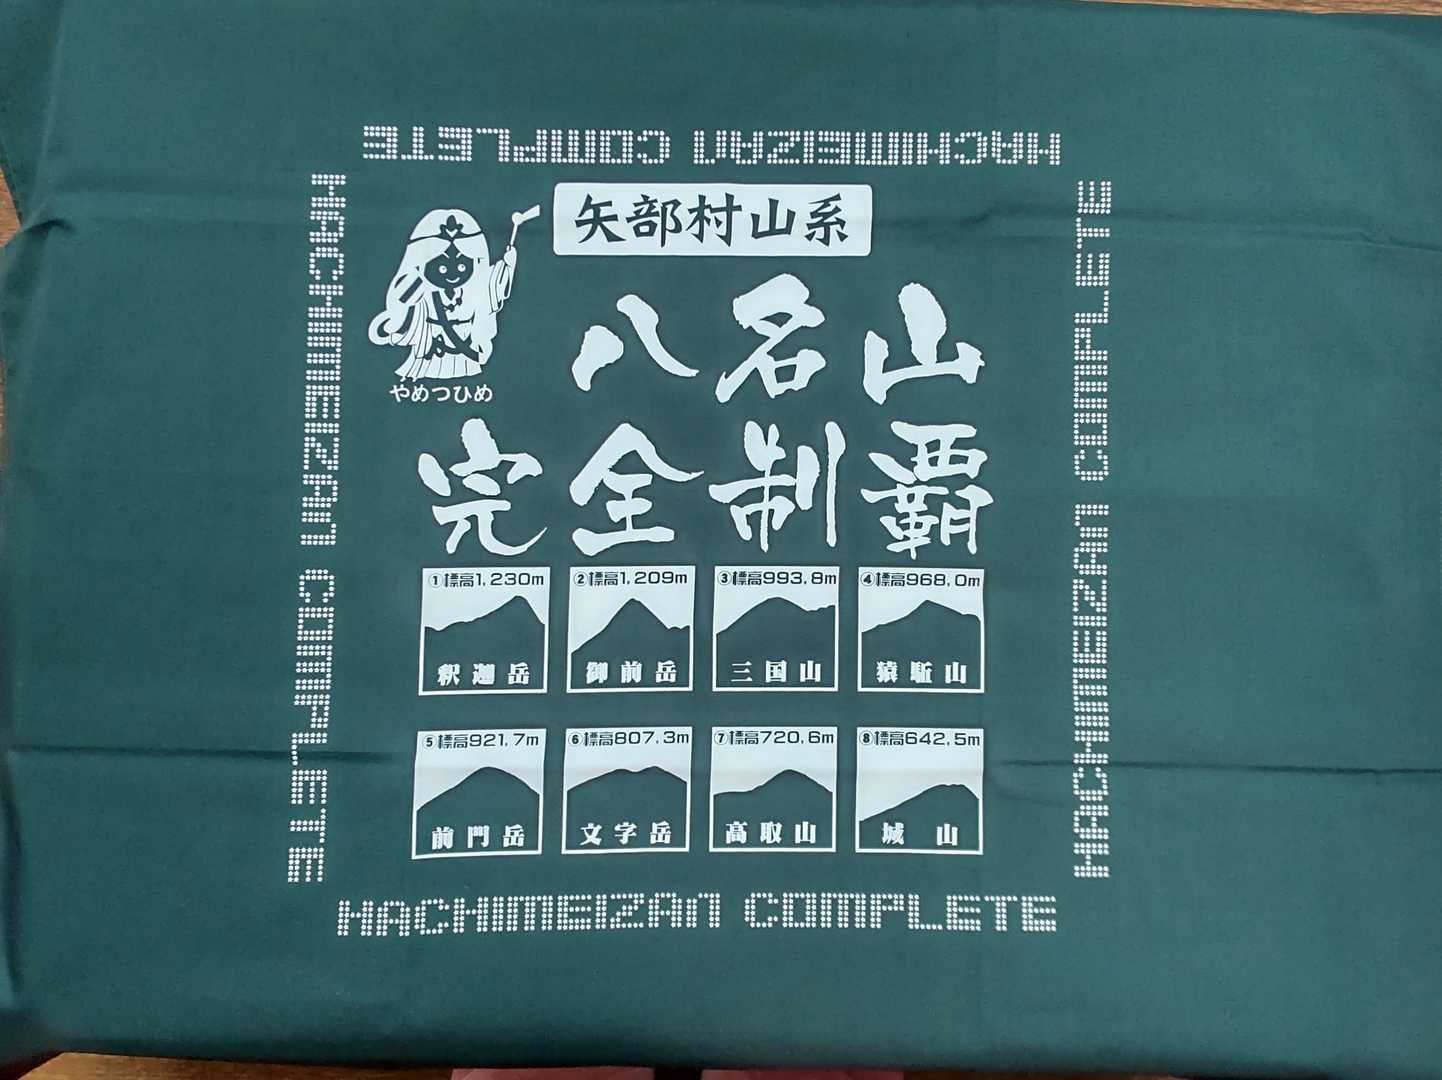 HACHIMEIZAN COMPLETE
矢部村山系
八名山
やめつひめ
完全制覇
①標高1,230m
釈迦岳
②標高1,209m
御前岳
③標高993,8m
三国山
④標高968,0m
猿駈山
⑤標高921,7m
前門岳
⑥標高807,3m
文字岳
⑦標高720,6m
高取山
⑧標高642,5m
城山
HACHIMEIZAN COMPLETE
HACHIMEIZAN COMPLETE
HACHIMEIZAN COMPLETE